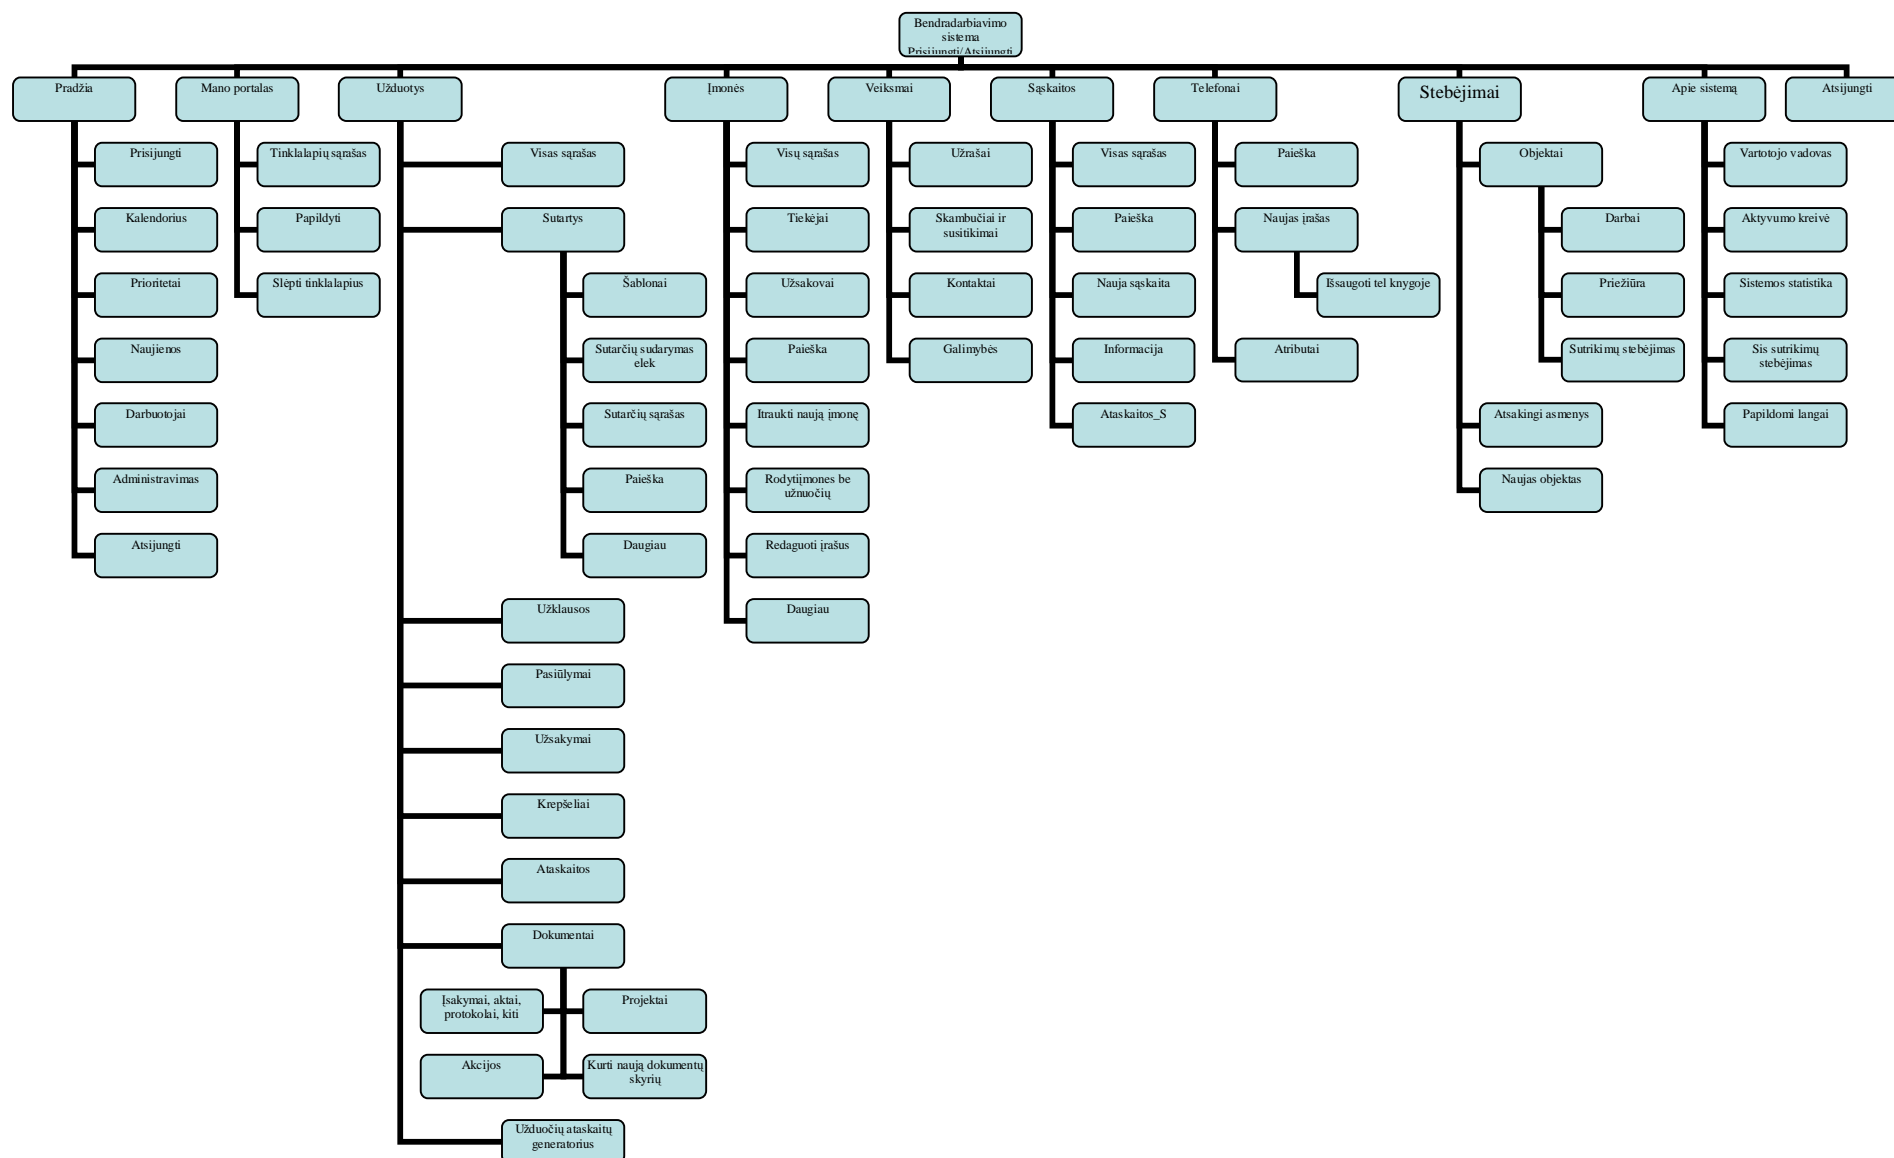 Bendradarbiavimo
sistema
Prisijungti/Atsijungti
Pradžia
Mano portalas
Užduotys
Įmonės
Veiksmai
Sąskaitos
Telefonai
Stebėjimai
Apie sistemą
Atsijungti
Prisijungti
Kalendorius
Prioritetai
Naujienos
Darbuotojai
Administravimas
Atsijungti
Tinklalapių sąrašas
Papildyti
Slėpti tinklalapius
Visas sąrašas
Sutartys
Šablonai
Sutarčių sudarymas
elek
Sutarčių sąrašas
Paieška
Daugiau
Užklausos
Pasiūlymai
Užsakymai
Krepšeliai
Ataskaitos
Dokumentai
Įsakymai, aktai,
protokolai, kiti
Projektai
Akcijos
Kurti naują dokumentų
skyrių
Užduočių ataskaitų
generatorius
Visų sąrašas
Tiekėjai
Užsakovai
Paieška
Itraukti naują įmonę
Rodytiįmones be
užnuočių
Redaguoti įrašus
Daugiau
Užrašai
Skambučiai ir
susitikimai
Kontaktai
Galimybės
Visas sąrašas
Paieška
Nauja sąskaita
Informacija
Ataskaitos_S
Paieška
Naujas įrašas
Išsaugoti tel knygoje
Atributai
Objektai
Darbai
Priežiūra
Sutrikimų stebėjimas
Atsakingi asmenys
Naujas objektas
Vartotojo vadovas
Aktyvumo kreivė
Sistemos statistika
Sis sutrikimų
stebėjimas
Papildomi langai